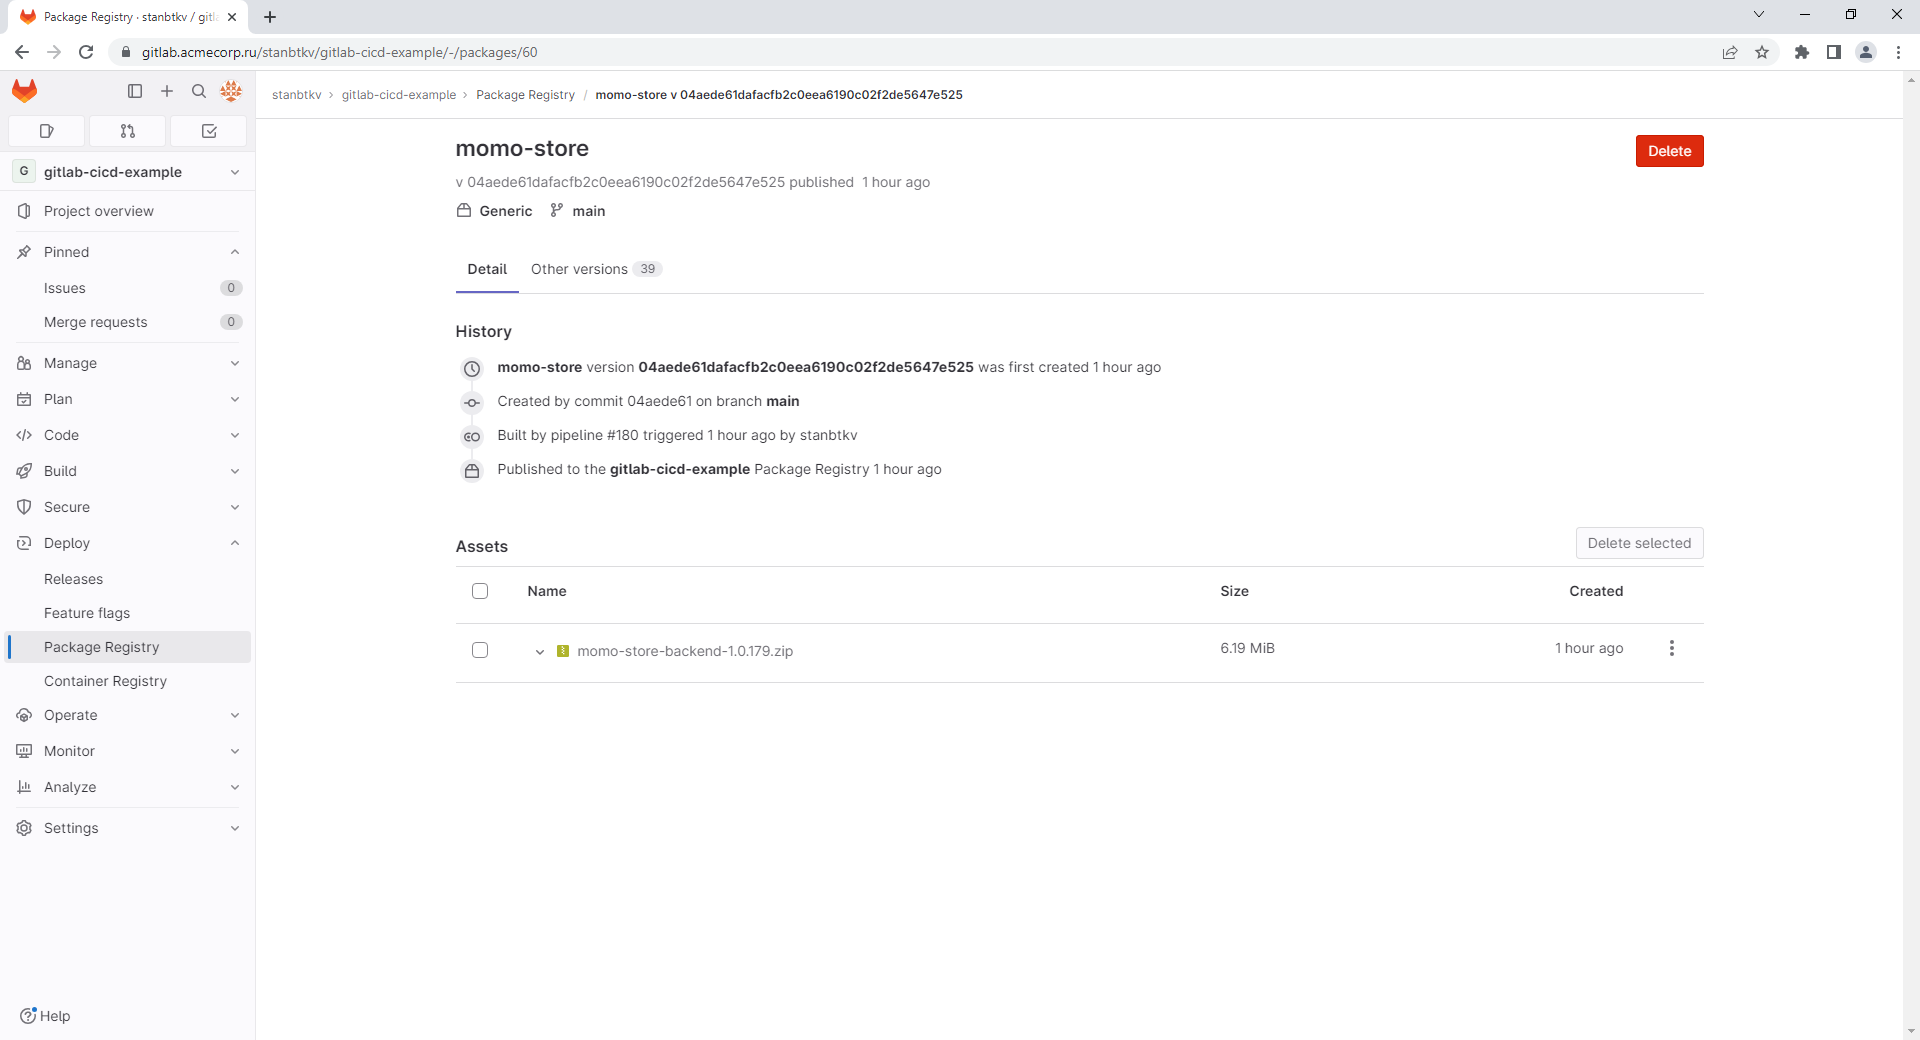 Package Registry · stanbtkv / gitl
gitlab.acmecorp.ru/stanbtkv/gitlab-cicd-example/-/packages/60
stanbtkv › gitlab-cicd-example › Package Registry / momo-store v 04aede61dafacfb2c0eea6190c02f2de5647e525
G gitlab-cicd-example
Project overview
Pinned
Issues 0
Merge requests 0
Manage
Plan
Code
Build
Secure
Deploy
Releases
Feature flags
Package Registry
Container Registry
Operate
Monitor
Analyze
Settings
Help
momo-store
Delete
v 04aede61dafacfb2c0eea6190c02f2de5647e525 published 1 hour ago
Generic main
Detail Other versions 39
History
momo-store version 04aede61dafacfb2c0eea6190c02f2de5647e525 was first created 1 hour ago
Created by commit 04aede61 on branch main
Built by pipeline #180 triggered 1 hour ago by stanbtkv
Published to the gitlab-cicd-example Package Registry 1 hour ago
Assets Delete selected
Name Size Created
momo-store-backend-1.0.179.zip 6.19 MiB 1 hour ago